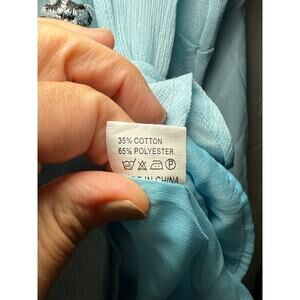 35% COTTON
65% POLYESTER
IN CHINA